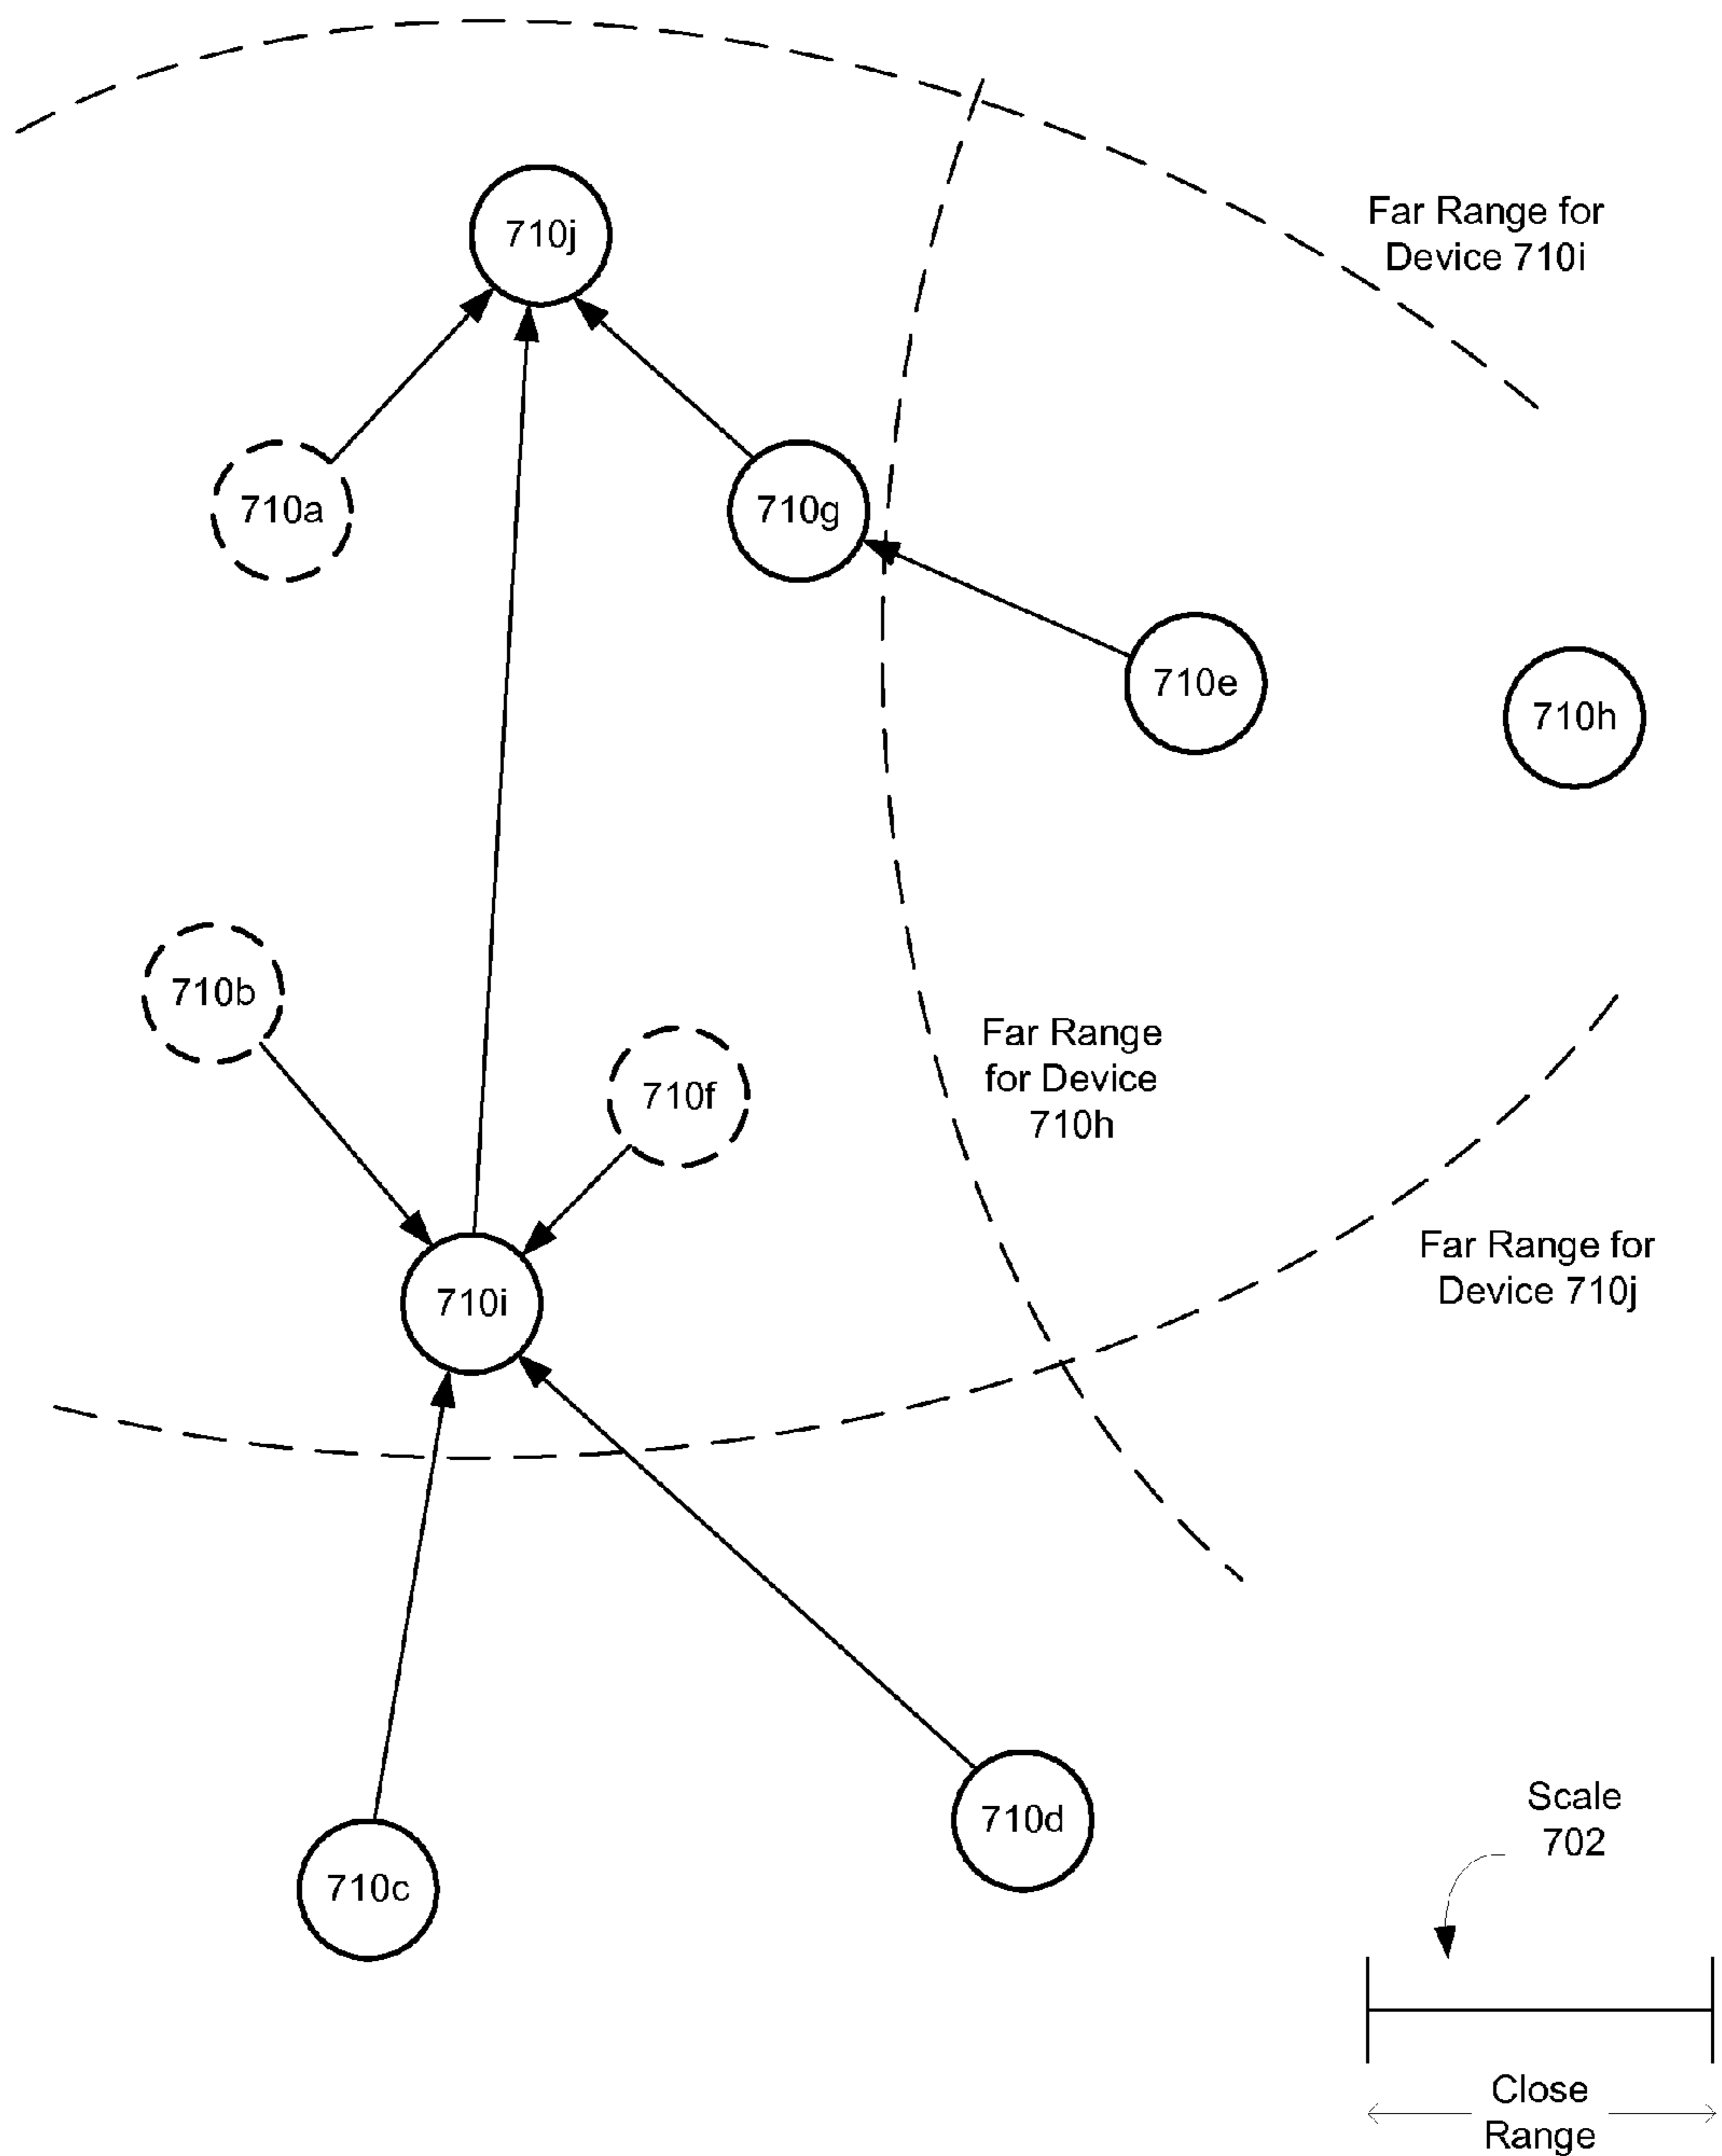 Far Range for
Device 710i
710j
710a
710g
710e
710h
710b
710f
Far Range
for Device
710h
Far Range for
Device 710j
710i
Scale
702
710d
710c
Close
Range